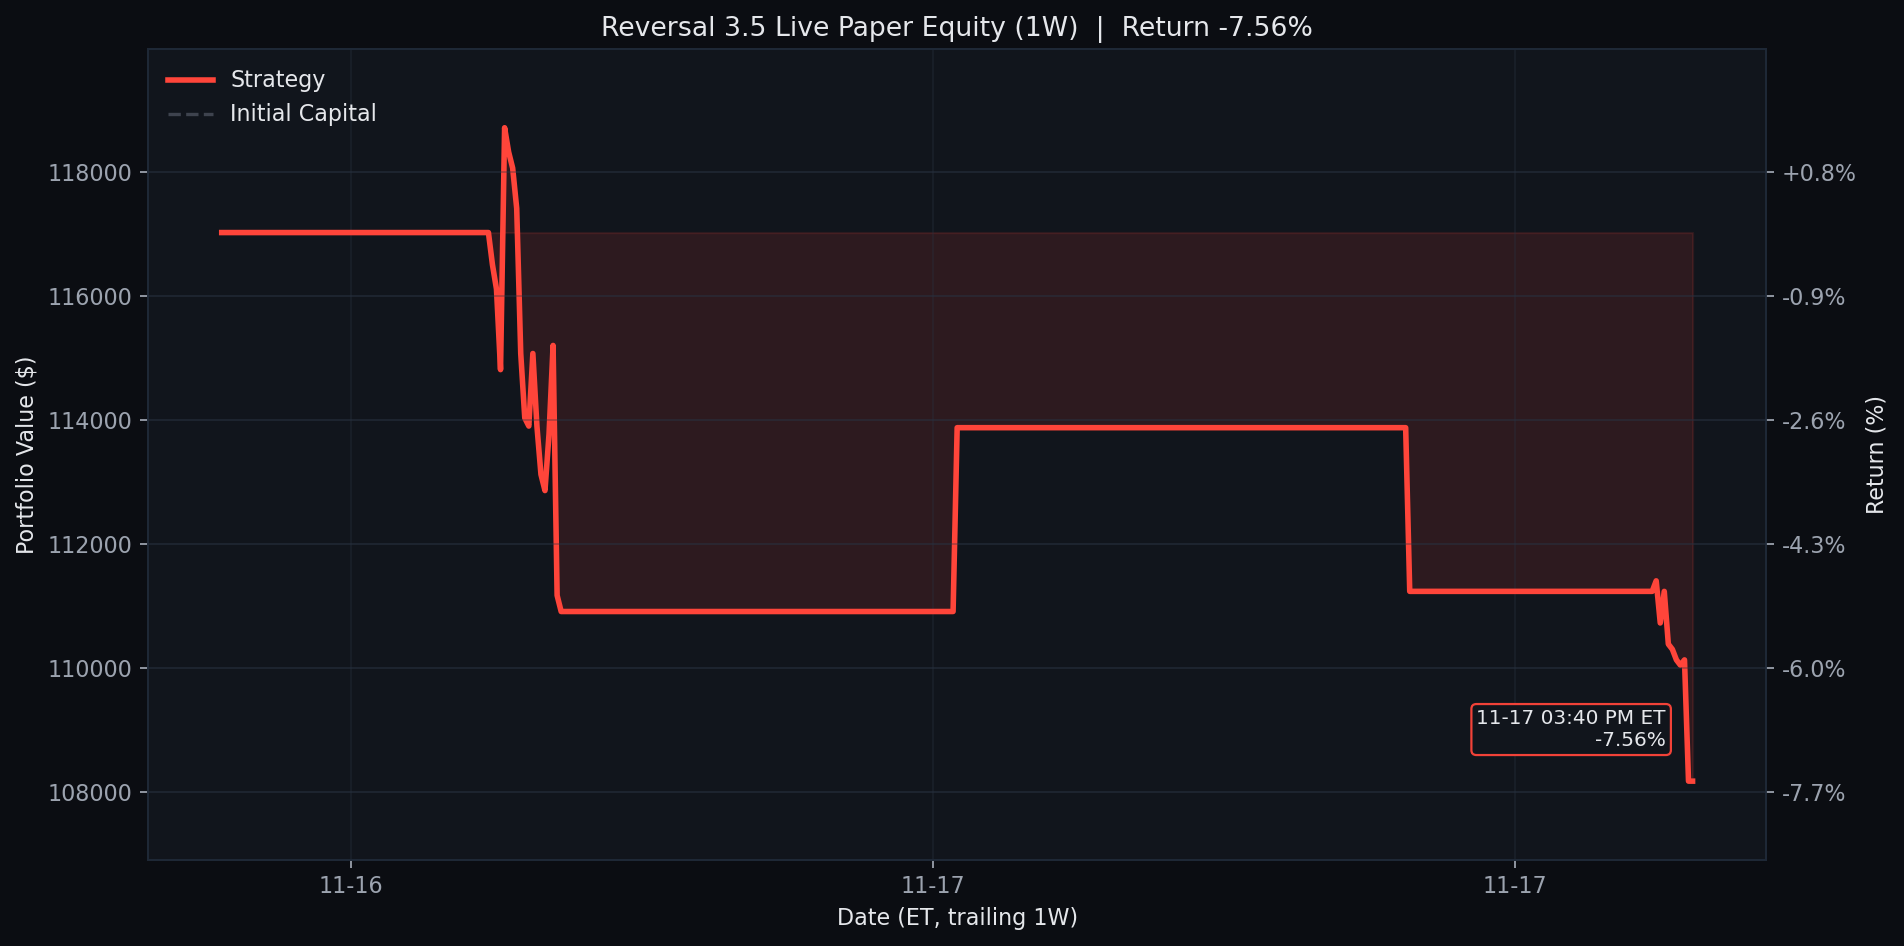 Reversal 3.5 Live Paper Equity (1W)  |  Return -7.56%
Strategy
Initial Capital
118000
116000
114000
112000
110000
108000
Portfolio Value ($)
+0.8%
-0.9%
-2.6%
-4.3%
-6.0%
-7.7%
Return (%)
11-17 03:40 PM ET
-7.56%
11-16
11-17
11-17
Date (ET, trailing 1W)